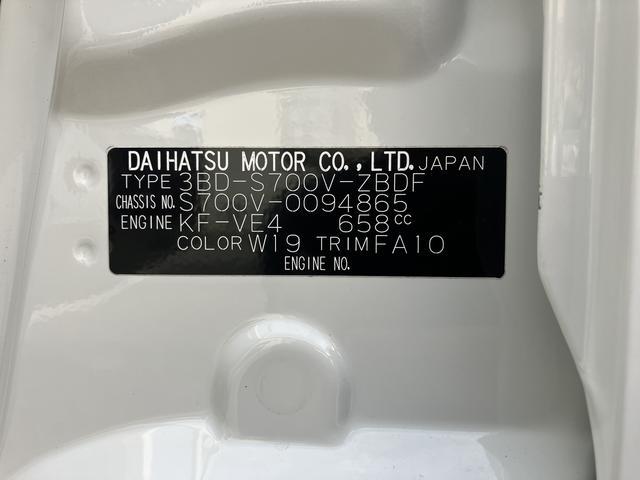 DAIHATSU MOTOR CO., LTD. JAPAN
TYPE 3BD-S700V-ZBDF
CHASSIS NO. S700V-0094865
ENGINE KF-VE4 658cc
COLOR W19 TRIM FA10
ENGINE NO.